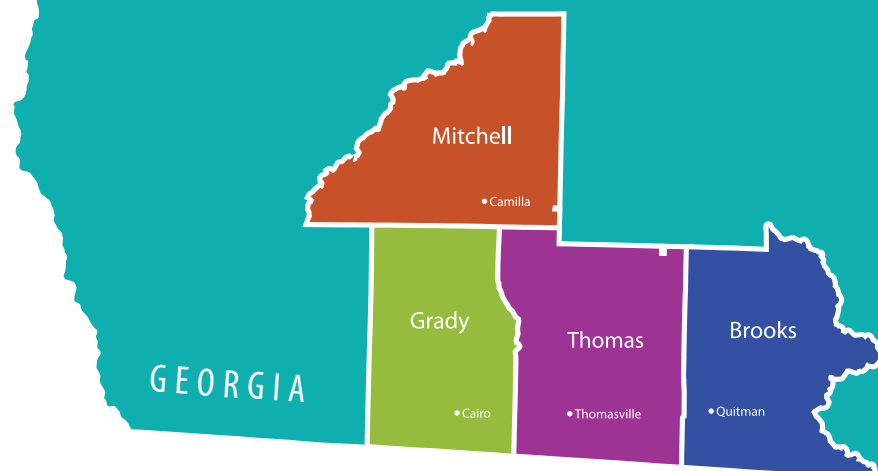 Mitchell
Camilla
Grady
Thomas
Brooks
GEORGIA
Cairo
Thomasville
Quitman